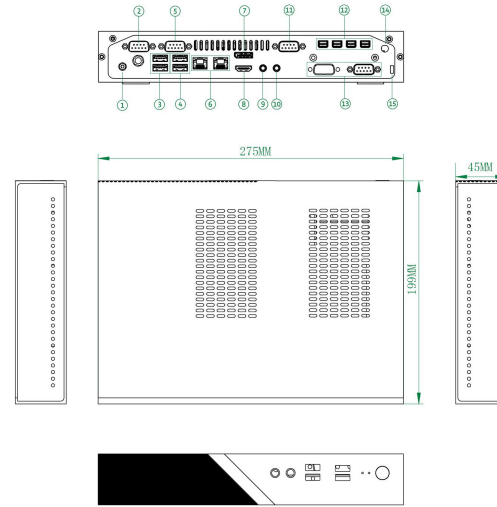 ② ⑤ ⑦ ⑪ ⑫ ⑭
① ③ ④ ⑥ ⑧ ⑨ ⑩ ⑬ ⑮
275MM
45MM
199MM